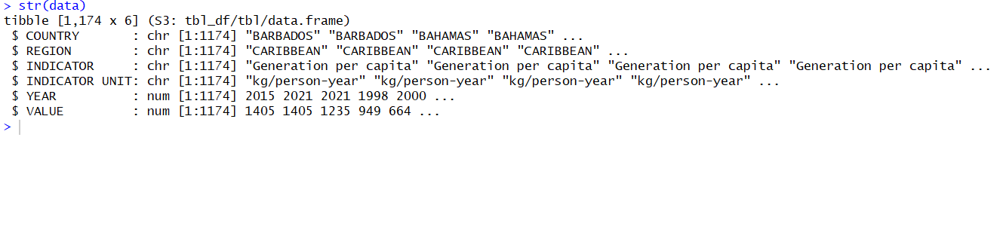 > str(data)
tibble [1,174 x 6] (S3: tbl_df/tbl/data.frame)
 $ COUNTRY       : chr [1:1174] "BARBADOS" "BARBADOS" "BAHAMAS" "BAHAMAS" ...
 $ REGION        : chr [1:1174] "CARIBBEAN" "CARIBBEAN" "CARIBBEAN" "CARIBBEAN" ...
 $ INDICATOR     : chr [1:1174] "Generation per capita" "Generation per capita" "Generation per capita" "Generation per capita" ...
 $ INDICATOR UNIT: chr [1:1174] "kg/person-year" "kg/person-year" "kg/person-year" "kg/person-year" ...
 $ YEAR          : num [1:1174] 2015 2021 2021 1998 2000 ...
 $ VALUE         : num [1:1174] 1405 1405 1235 949 664 ...
>